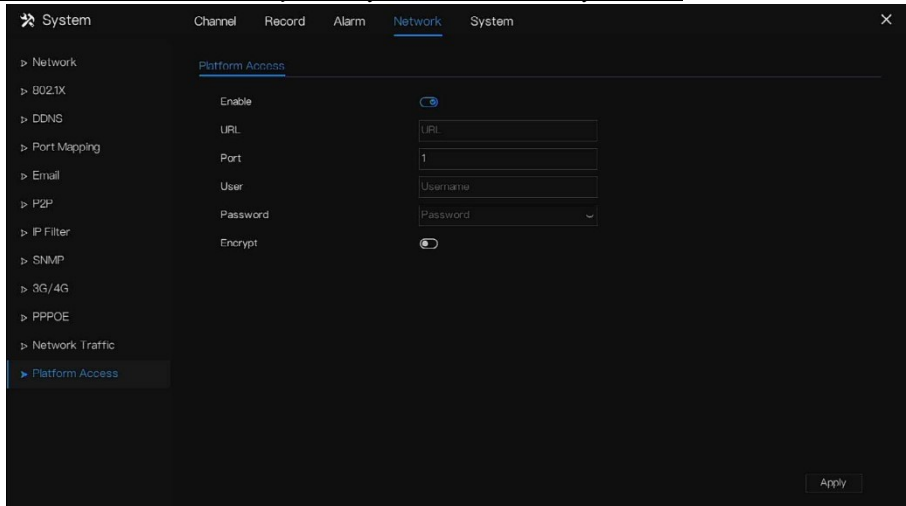 System
Channel Record Alarm Network System
Network
802.1X
DDNS
Port Mapping
Email
P2P
IP Filter
SNMP
3G/4G
PPPOE
Network Traffic
Platform Access
Platform Access
Enable
URL URL
Port 1
User Username
Password Password
Encrypt
Apply